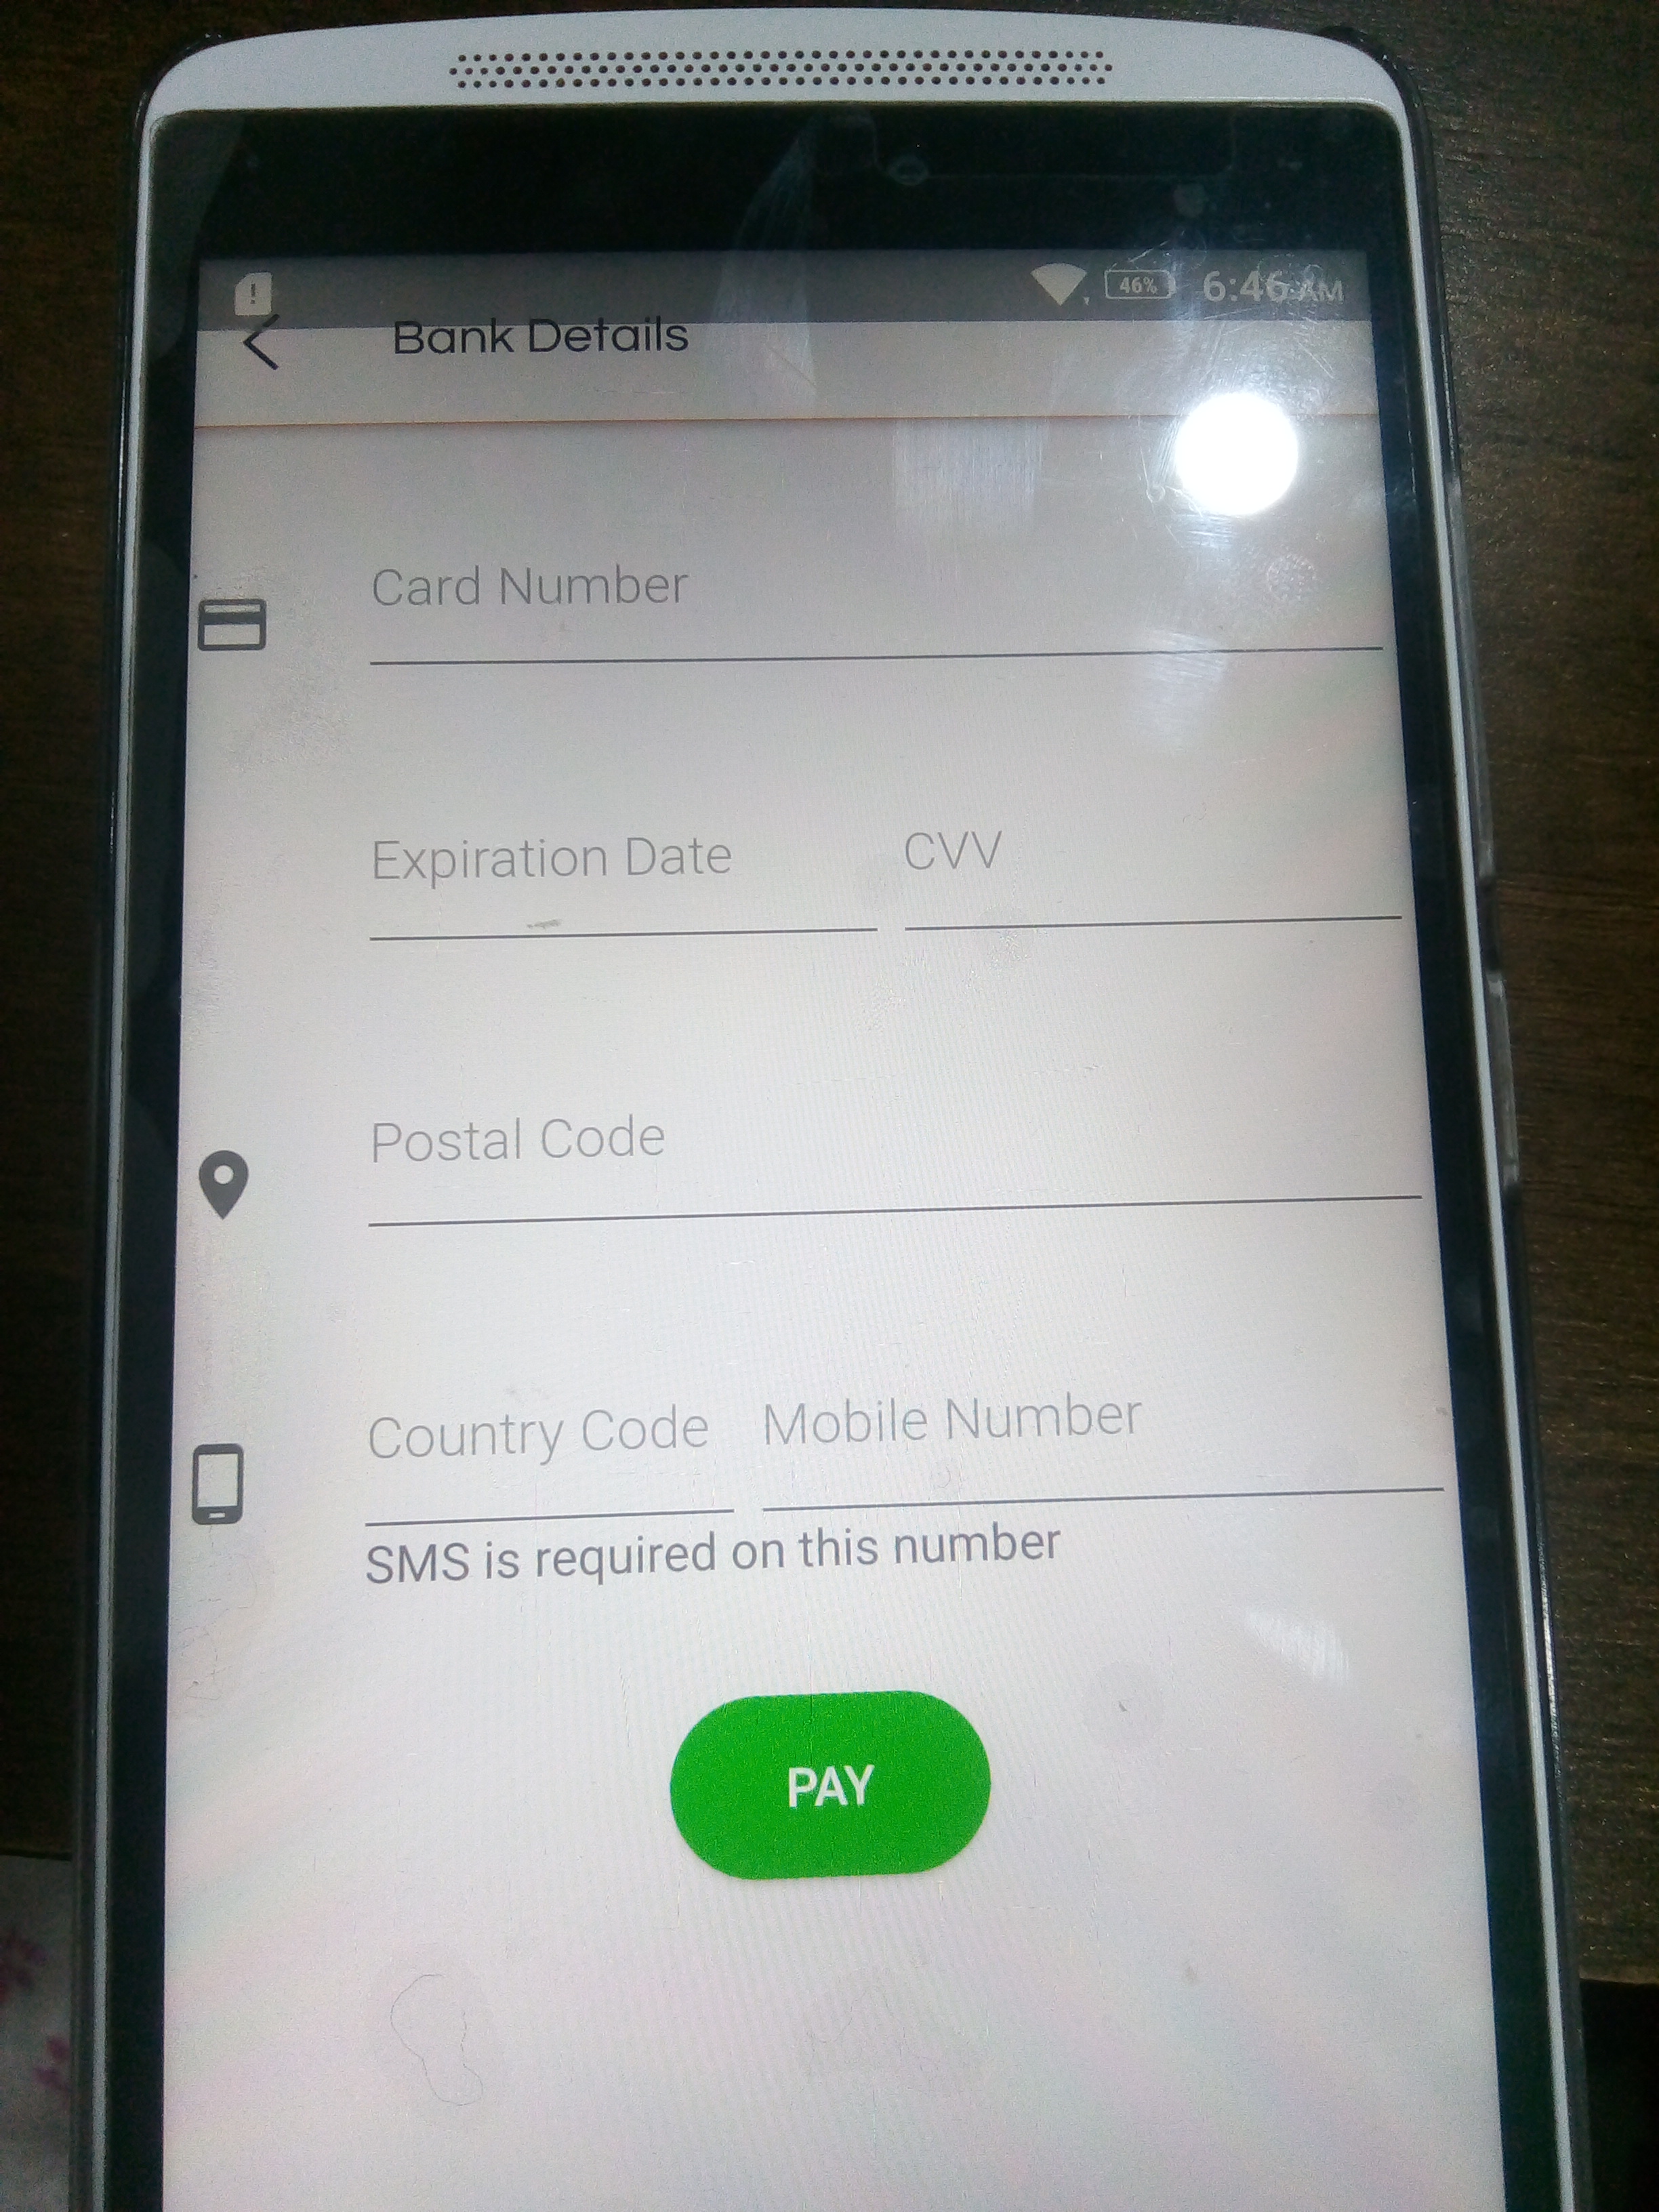 46% 6:46 AM
Bank Details
Card Number
Expiration Date CVV
Postal Code
Country Code Mobile Number
SMS is required on this number
PAY